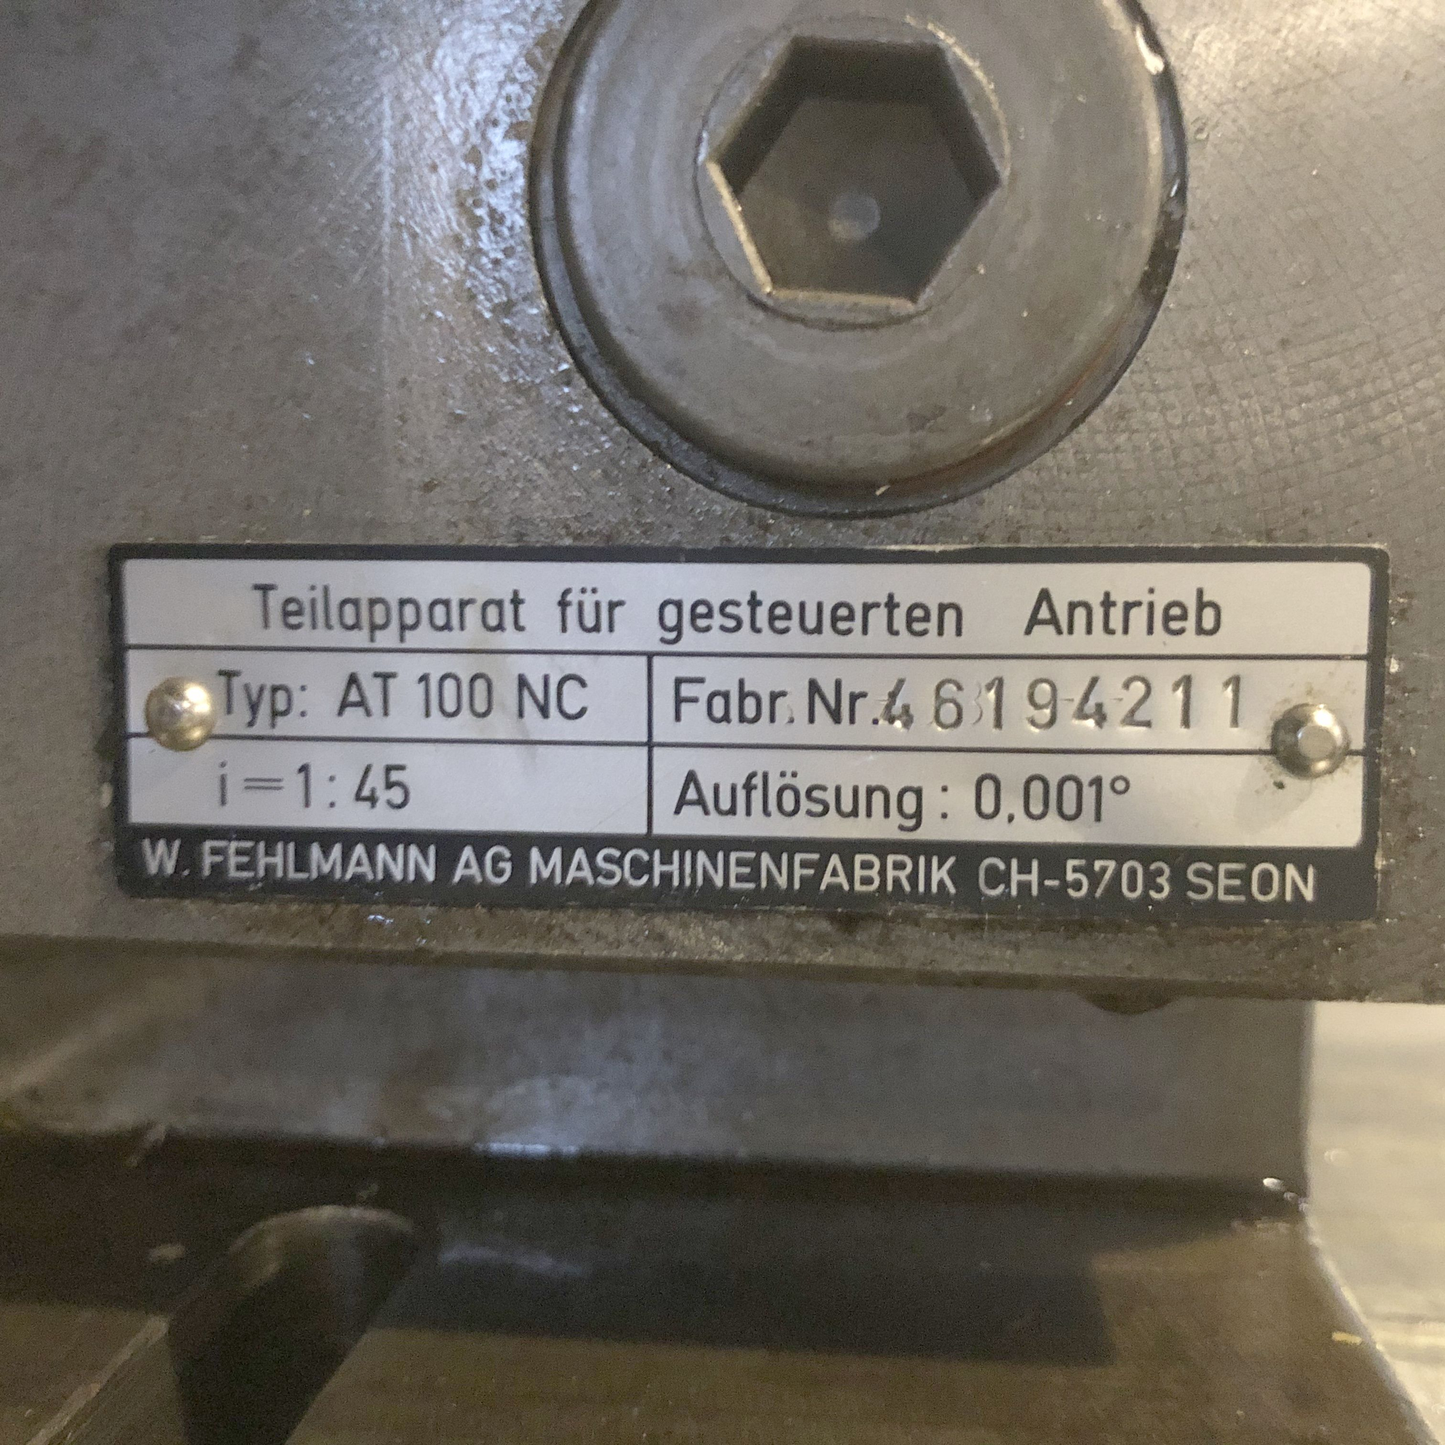 Teilapparat für gesteuerten Antrieb
Typ: AT 100 NC
Fabr. Nr. 46194211
i=1:45
Auflösung: 0,001°
W. FEHLMANN AG MASCHINENFABRIK CH-5703 SEON